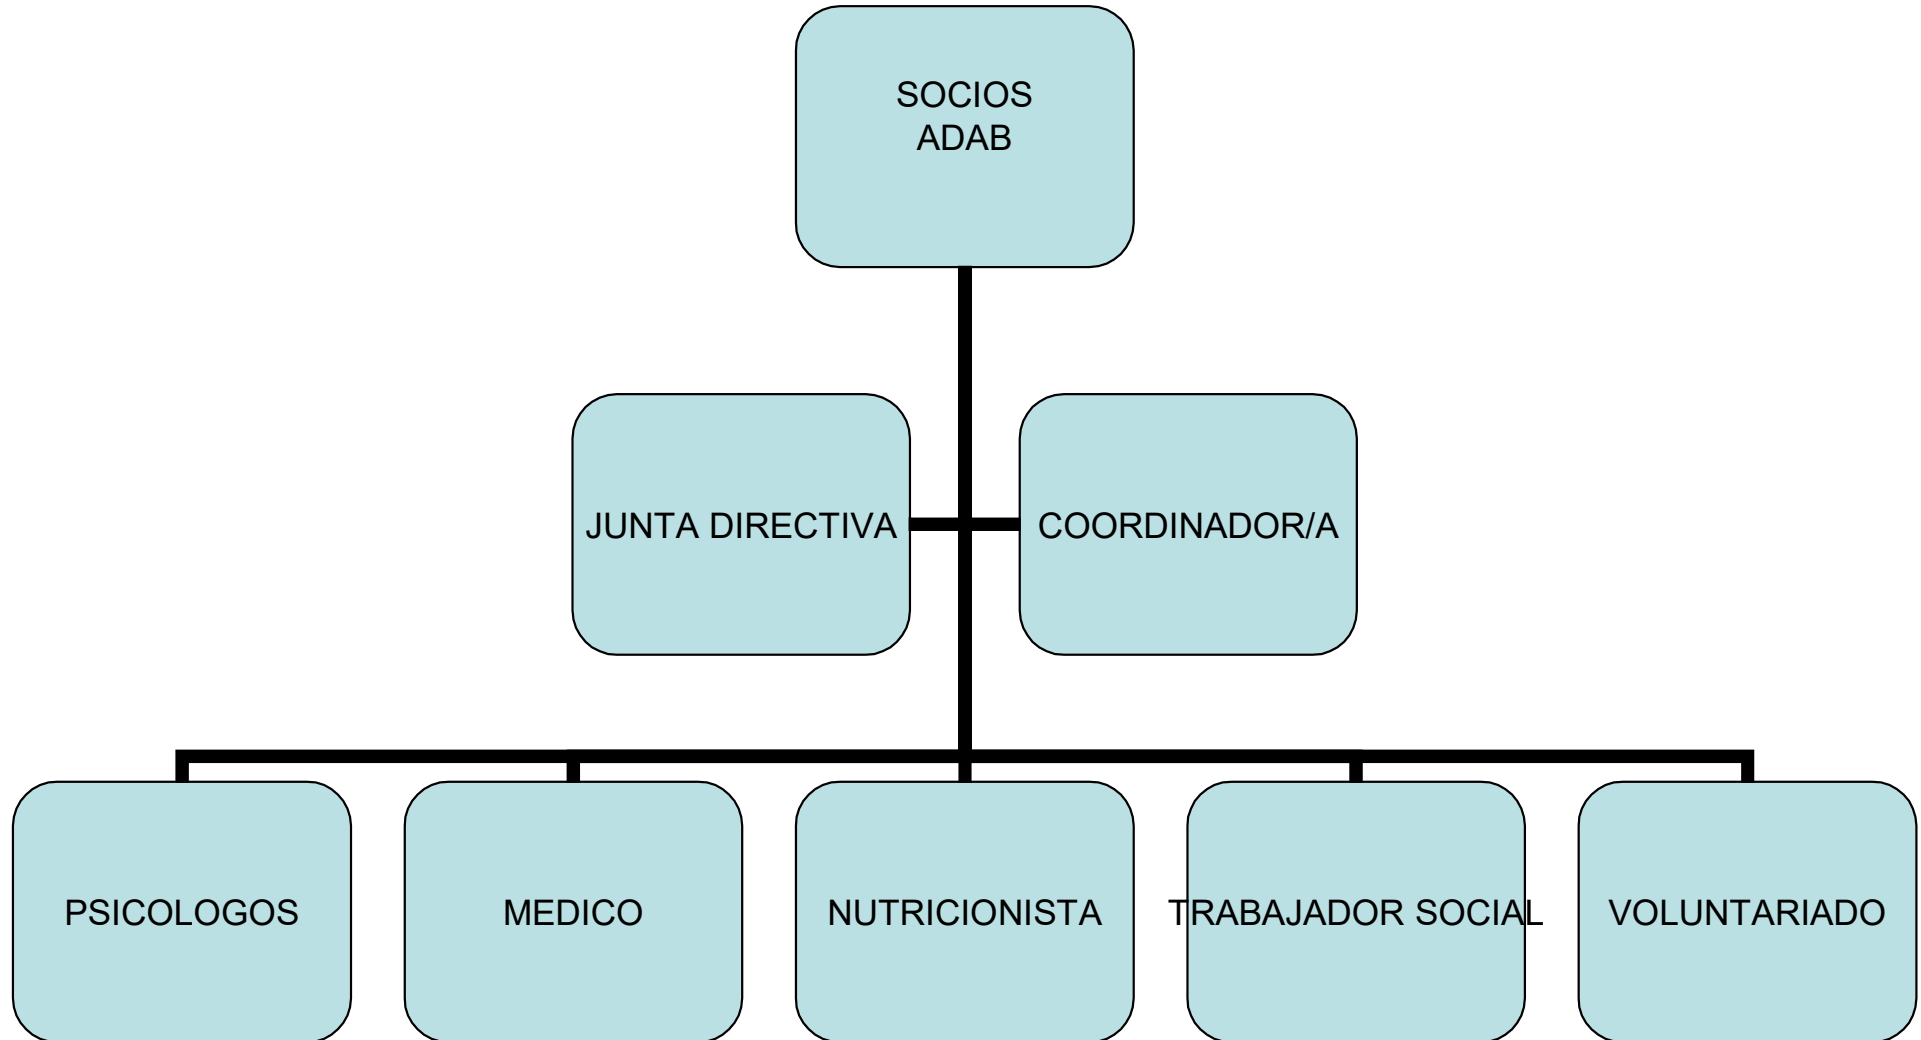 SOCIOS
ADAB
JUNTA DIRECTIVA
COORDINADOR/A
PSICOLOGOS
MEDICO
NUTRICIONISTA
TRABAJADOR SOCIAL
VOLUNTARIADO